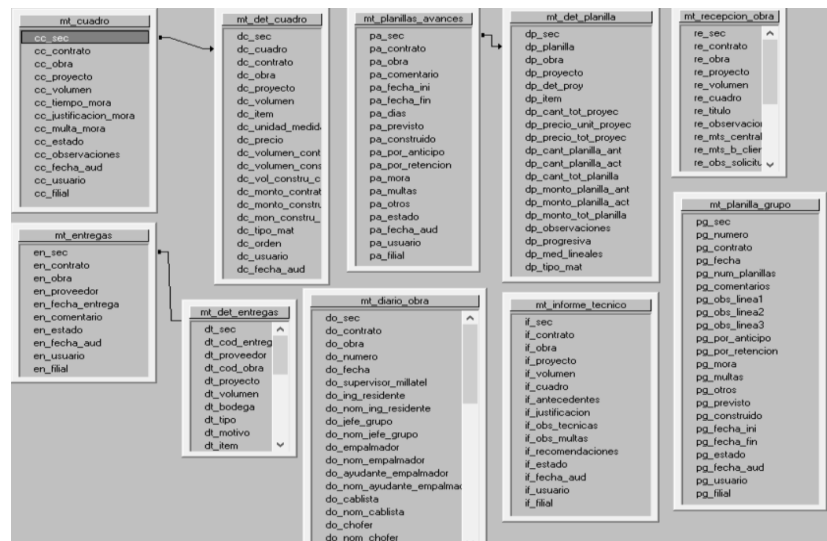 mt_cuadro
cc_sec
cc_contrato
cc_obra
cc_proyecto
cc_volumen
cc_tiempo_mora
cc_justificacion_mora
cc_multa_mora
cc_estado
cc_observaciones
cc_fecha_aud
cc_usuario
cc_filial
mt_det_cuadro
dc_sec
dc_cuadro
dc_contrato
dc_obra
dc_proyecto
dc_volumen
dc_item
dc_unidad_medid
dc_precio
dc_volumen_cont
dc_volumen_cons
dc_vol_constru_c
dc_monto_contrat
dc_monto_constru
dc_mon_constru_
dc_tipo_mat
dc_orden
dc_usuario
dc_fecha_aud
mt_planillas_avances
pa_sec
pa_contrato
pa_obra
pa_comentario
pa_fecha_ini
pa_fecha_fin
pa_dias
pa_previsto
pa_construido
pa_por_anticipo
pa_por_retencion
pa_mora
pa_multas
pa_otros
pa_estado
pa_fecha_aud
pa_usuario
pa_filial
mt_det_planilla
dp_sec
dp_planilla
dp_obra
dp_proyecto
dp_det_proy
dp_item
dp_cant_tot_proyec
dp_precio_unit_proyec
dp_precio_tot_proyec
dp_cant_planilla_ant
dp_cant_planilla_act
dp_cant_tot_planilla
dp_monto_planilla_ant
dp_monto_planilla_act
dp_monto_tot_planilla
dp_observaciones
dp_progresiva
dp_med_lineales
dp_tipo_mat
mt_recepcion_obra
re_sec
re_contrato
re_obra
re_proyecto
re_volumen
re_cuadro
re_titulo
re_observacion
re_mts_central
re_mts_b_clier
re_obs_solicitu
mt_entregas
en_sec
en_contrato
en_obra
en_proveedor
en_fecha_entrega
en_comentario
en_estado
en_fecha_aud
en_usuario
en_filial
mt_det_entregas
dt_sec
dt_cod_entreg
dt_proveedor
dt_cod_obra
dt_proyecto
dt_volumen
dt_bodega
dt_tipo
dt_motivo
dt_item
mt_diario_obra
do_sec
do_contrato
do_obra
do_numero
do_fecha
do_supervisor_millatel
do_ing_residente
do_nom_ing_residente
do_jefe_grupo
do_nom_jefe_grupo
do_empalmador
do_nom_empalmador
do_ayudante_empalmador
do_nom_ayudante_empalmac
do_cablista
do_nom_cablista
do_chofer
do_nom_chofer
mt_informe_tecnico
if_sec
if_contrato
if_obra
if_proyecto
if_volumen
if_cuadro
if_antecedentes
if_justificacion
if_obs_tecnicas
if_obs_multas
if_recomendaciones
if_estado
if_fecha_aud
if_usuario
if_filial
mt_planilla_grupo
pg_sec
pg_numero
pg_contrato
pg_fecha
pg_num_planillas
pg_comentarios
pg_obs_linea1
pg_obs_linea2
pg_obs_linea3
pg_por_anticipo
pg_por_retencion
pg_mora
pg_multas
pg_otros
pg_previsto
pg_construido
pg_fecha_ini
pg_fecha_fin
pg_estado
pg_fecha_aud
pg_usuario
pg_filial